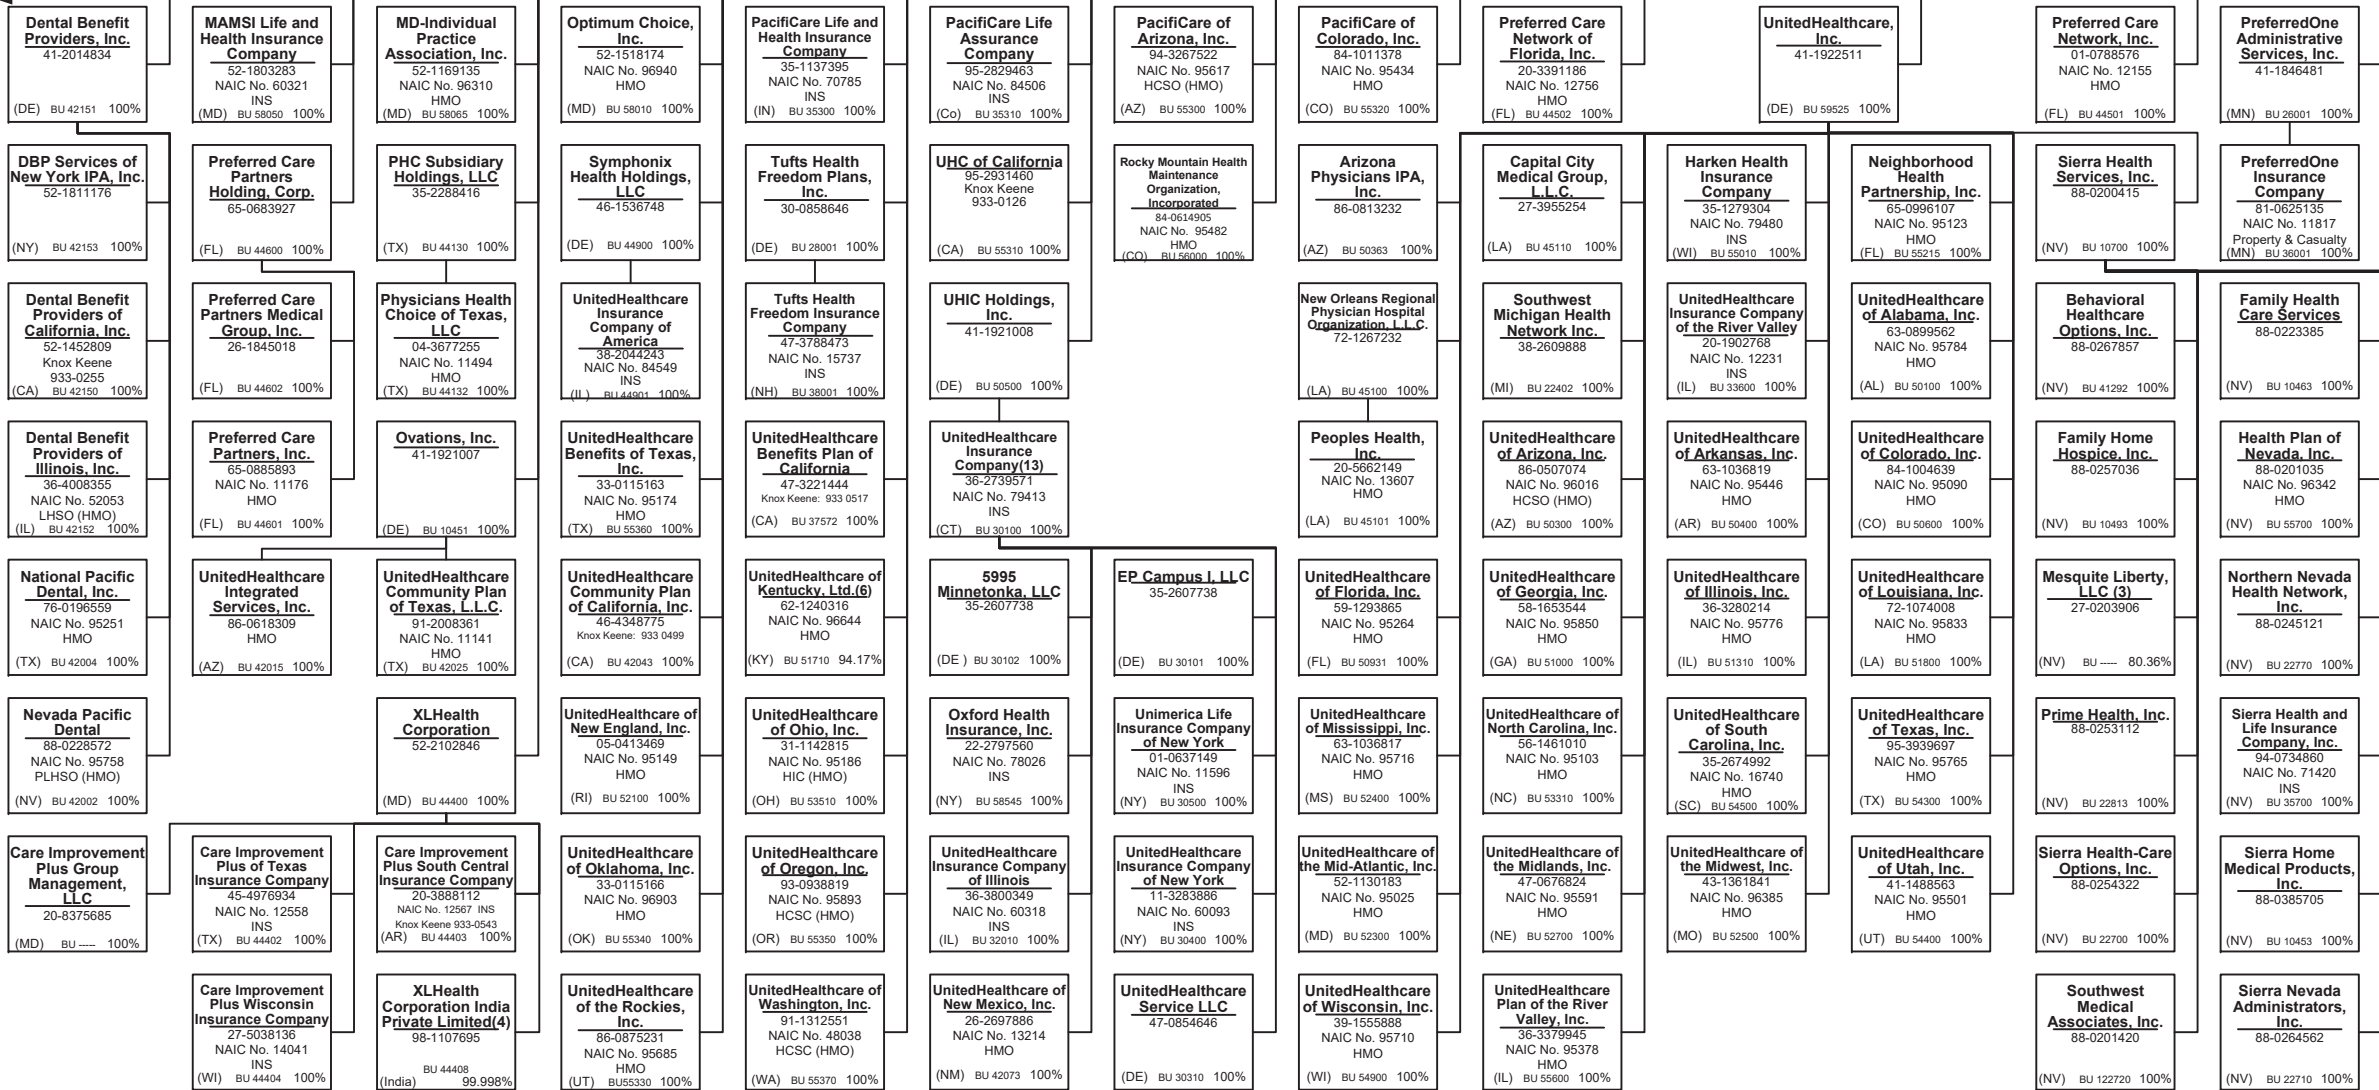 Dental Benefit
Providers, Inc.
41-2014834
(DE) BU 42151 100%
MAMSI Life and
Health Insurance
Company
52-1803283
NAIC No. 60321
INS
(MD) BU 58050 100%
MD-Individual
Practice
Association, Inc.
52-1169135
NAIC No. 96310
HMO
(MD) BU 58065 100%
Optimum Choice,
Inc.
52-1518174
NAIC No. 96940
HMO
(MD) BU 58010 100%
PacifiCare Life and
Health Insurance
Company
35-1137395
NAIC No. 70785
INS
(IN) BU 35300 100%
PacifiCare Life
Assurance
Company
95-2829463
NAIC No. 84506
INS
(Co) BU 35310 100%
PacifiCare of
Arizona, Inc.
94-3267522
NAIC No. 95617
HCSO (HMO)
(AZ) BU 55300 100%
PacifiCare of
Colorado, Inc.
84-1011378
NAIC No. 95434
HMO
(CO) BU 55320 100%
Preferred Care
Network of
Florida, Inc.
20-3391186
NAIC No. 12756
HMO
(FL) BU 44502 100%
UnitedHealthcare,
Inc.
41-1922511
(DE) BU 59525 100%
Preferred Care
Network, Inc.
01-0788576
NAIC No. 12155
HMO
(FL) BU 44501 100%
PreferredOne
Administrative
Services, Inc.
41-1846481
(MN) BU 26001 100%
DBP Services of
New York IPA, Inc.
52-1811176
(NY) BU 42153 100%
Preferred Care
Partners
Holding, Corp.
65-0683927
(FL) BU 44600 100%
PHC Subsidiary
Holdings, LLC
35-2288416
(TX) BU 44130 100%
Symphonix
Health Holdings,
LLC
46-1536748
(DE) BU 44900 100%
Tufts Health
Freedom Plans,
Inc.
30-0858646
(DE) BU 28001 100%
UHC of California
95-2931460
Knox Keene
933-0126
(CA) BU 55310 100%
Rocky Mountain Health
Maintenance
Organization,
Incorporated
84-0614905
NAIC No. 95482
HMO
(CO) BU 56000 100%
Arizona
Physicians IPA,
Inc.
86-0813232
(AZ) BU 50363 100%
Capital City
Medical Group,
L.L.C.
27-3955254
(LA) BU 45110 100%
Harken Health
Insurance
Company
35-1279304
NAIC No. 79480
INS
(WI) BU 55010 100%
Neighborhood
Health
Partnership, Inc.
65-0996107
NAIC No. 95123
HMO
(FL) BU 55215 100%
Sierra Health
Services, Inc.
88-0200415
(NV) BU 10700 100%
PreferredOne
Insurance
Company
81-0625135
NAIC No. 11817
Property & Casualty
(MN) BU 36001 100%
Dental Benefit
Providers of
California, Inc.
52-1452809
Knox Keene
933-0255
(CA) BU 42150 100%
Preferred Care
Partners Medical
Group, Inc.
26-1845018
(FL) BU 44602 100%
Physicians Health
Choice of Texas,
LLC
04-3677255
NAIC No. 11494
HMO
(TX) BU 44132 100%
UnitedHealthcare
Insurance
Company of
America
38-2044243
NAIC No. 84549
INS
(IL) BU 44901 100%
Tufts Health
Freedom Insurance
Company
47-3788473
NAIC No. 15737
INS
(NH) BU 38001 100%
UHIC Holdings,
Inc.
41-1921008
(DE) BU 50500 100%
New Orleans Regional
Physician Hospital
Organization, L.L.C.
72-1267232
(LA) BU 45100 100%
Southwest
Michigan Health
Network Inc.
38-2609888
(MI) BU 22402 100%
UnitedHealthcare
Insurance Company
of the River Valley
20-1902768
NAIC No. 12231
INS
(IL) BU 33600 100%
UnitedHealthcare
of Alabama, Inc.
63-0899562
NAIC No. 95784
HMO
(AL) BU 50100 100%
Behavioral
Healthcare
Options, Inc.
88-0267857
(NV) BU 41292 100%
Family Health
Care Services
88-0223385
(NV) BU 10463 100%
Dental Benefit
Providers of
Illinois, Inc.
36-4008355
NAIC No. 52053
LHSO (HMO)
(IL) BU 42152 100%
Preferred Care
Partners, Inc.
65-0885893
NAIC No. 11176
HMO
(FL) BU 44601 100%
Ovations, Inc.
41-1921007
(DE) BU 10451 100%
UnitedHealthcare
Benefits of Texas,
Inc.
33-0115163
NAIC No. 95174
HMO
(TX) BU 55360 100%
UnitedHealthcare
Benefits Plan of
California
47-3221444
Knox Keene: 933 0517
(CA) BU 37572 100%
UnitedHealthcare
Insurance
Company(13)
36-2739571
NAIC No. 79413
INS
(CT) BU 30100 100%
Peoples Health,
Inc.
20-5662149
NAIC No. 13607
HMO
(LA) BU 45101 100%
UnitedHealthcare
of Arizona, Inc.
86-0507074
NAIC No. 96016
HCSO (HMO)
(AZ) BU 50300 100%
UnitedHealthcare
of Arkansas, Inc.
63-1036819
NAIC No. 95446
HMO
(AR) BU 50400 100%
UnitedHealthcare
of Colorado, Inc.
84-1004639
NAIC No. 95090
HMO
(CO) BU 50600 100%
Family Home
Hospice, Inc.
88-0257036
(NV) BU 10493 100%
Health Plan of
Nevada, Inc.
88-0201035
NAIC No. 96342
HMO
(NV) BU 55700 100%
National Pacific
Dental, Inc.
76-0196559
NAIC No. 95251
HMO
(TX) BU 42004 100%
UnitedHealthcare
Integrated
Services, Inc.
86-0618309
HMO
(AZ) BU 42015 100%
UnitedHealthcare
Community Plan
of Texas, L.L.C.
91-2008361
NAIC No. 11141
HMO
(TX) BU 42025 100%
UnitedHealthcare
Community Plan
of California, Inc.
46-4348775
Knox Keene: 933 0499
(CA) BU 42043 100%
UnitedHealthcare of
Kentucky, Ltd.(6)
62-1240316
NAIC No. 96644
HMO
(KY) BU 51710 94.17%
5995
Minnetonka, LLC
35-2607738
(DE ) BU 30102 100%
EP Campus I, LLC
35-2607738
(DE) BU 30101 100%
UnitedHealthcare
of Florida, Inc.
59-1293865
NAIC No. 95264
HMO
(FL) BU 50931 100%
UnitedHealthcare
of Georgia, Inc.
58-1653544
NAIC No. 95850
HMO
(GA) BU 51000 100%
UnitedHealthcare
of Illinois, Inc.
36-3280214
NAIC No. 95776
HMO
(IL) BU 51310 100%
UnitedHealthcare
of Louisiana, Inc.
72-1074008
NAIC No. 95833
HMO
(LA) BU 51800 100%
Mesquite Liberty,
LLC (3)
27-0203906
(NV) BU ----- 80.36%
Northern Nevada
Health Network,
Inc.
88-0245121
(NV) BU 22770 100%
Nevada Pacific
Dental
88-0228572
NAIC No. 95758
PLHSO (HMO)
(NV) BU 42002 100%
XLHealth
Corporation
52-2102846
(MD) BU 44400 100%
UnitedHealthcare of
New England, Inc.
05-0413469
NAIC No. 95149
HMO
(RI) BU 52100 100%
UnitedHealthcare
of Ohio, Inc.
31-1142815
NAIC No. 95186
HIC (HMO)
(OH) BU 53510 100%
Oxford Health
Insurance, Inc.
22-2797560
NAIC No. 78026
INS
(NY) BU 58545 100%
Unimerica Life
Insurance Company
of New York
01-0637149
NAIC No. 11596
INS
(NY) BU 30500 100%
UnitedHealthcare
of Mississippi, Inc.
63-1036817
NAIC No. 95716
HMO
(MS) BU 52400 100%
UnitedHealthcare of
North Carolina, Inc.
56-1461010
NAIC No. 95103
HMO
(NC) BU 53310 100%
UnitedHealthcare
of South
Carolina, Inc.
35-2674992
NAIC No. 16740
HMO
(SC) BU 54500 100%
UnitedHealthcare
of Texas, Inc.
95-3939697
NAIC No. 95765
HMO
(TX) BU 54300 100%
Prime Health, Inc.
88-0253112
(NV) BU 22813 100%
Sierra Health and
Life Insurance
Company, Inc.
94-0734860
NAIC No. 71420
INS
(NV) BU 35700 100%
Care Improvement
Plus Group
Management,
LLC
20-8375685
(MD) BU ----- 100%
Care Improvement
Plus of Texas
Insurance Company
45-4976934
NAIC No. 12558
INS
(TX) BU 44402 100%
Care Improvement
Plus South Central
Insurance Company
20-3888112
NAIC No. 12567 INS
Knox Keene 933-0543
(AR) BU 44403 100%
UnitedHealthcare
of Oklahoma, Inc.
33-0115166
NAIC No. 96903
HMO
(OK) BU 55340 100%
UnitedHealthcare
of Oregon, Inc.
93-0938819
NAIC No. 95893
HCSC (HMO)
(OR) BU 55350 100%
UnitedHealthcare
Insurance Company
of Illinois
36-3800349
NAIC No. 60318
INS
(IL) BU 32010 100%
UnitedHealthcare
Insurance Company
of New York
11-3283886
NAIC No. 60093
INS
(NY) BU 30400 100%
UnitedHealthcare of
the Mid-Atlantic, Inc.
52-1130183
NAIC No. 95025
HMO
(MD) BU 52300 100%
UnitedHealthcare of
the Midlands, Inc.
47-0676824
NAIC No. 95591
HMO
(NE) BU 52700 100%
UnitedHealthcare of
the Midwest, Inc.
43-1361841
NAIC No. 96385
HMO
(MO) BU 52500 100%
UnitedHealthcare
of Utah, Inc.
41-1488563
NAIC No. 95501
HMO
(UT) BU 54400 100%
Sierra Health-Care
Options, Inc.
88-0254322
(NV) BU 22700 100%
Sierra Home
Medical Products,
Inc.
88-0385705
(NV) BU 10453 100%
Care Improvement
Plus Wisconsin
Insurance Company
27-5038136
NAIC No. 14041
INS
(WI) BU 44404 100%
XLHealth
Corporation India
Private Limited(4)
98-1107695
BU 44408
(India) 99.998%
UnitedHealthcare
of the Rockies,
Inc.
86-0875231
NAIC No. 95685
HMO
(UT) BU55330 100%
UnitedHealthcare of
Washington, Inc.
91-1312551
NAIC No. 48038
HCSC (HMO)
(WA) BU 55370 100%
UnitedHealthcare of
New Mexico, Inc.
26-2697886
NAIC No. 13214
HMO
(NM) BU 42073 100%
UnitedHealthcare
Service LLC
47-0854646
(DE) BU 30310 100%
UnitedHealthcare
of Wisconsin, Inc.
39-1555888
NAIC No. 95710
HMO
(WI) BU 54900 100%
UnitedHealthcare
Plan of the River
Valley, Inc.
36-3379945
NAIC No. 95378
HMO
(IL) BU 55600 100%
Southwest
Medical
Associates, Inc.
88-0201420
(NV) BU 122720 100%
Sierra Nevada
Administrators,
Inc.
88-0264562
(NV) BU 22710 100%